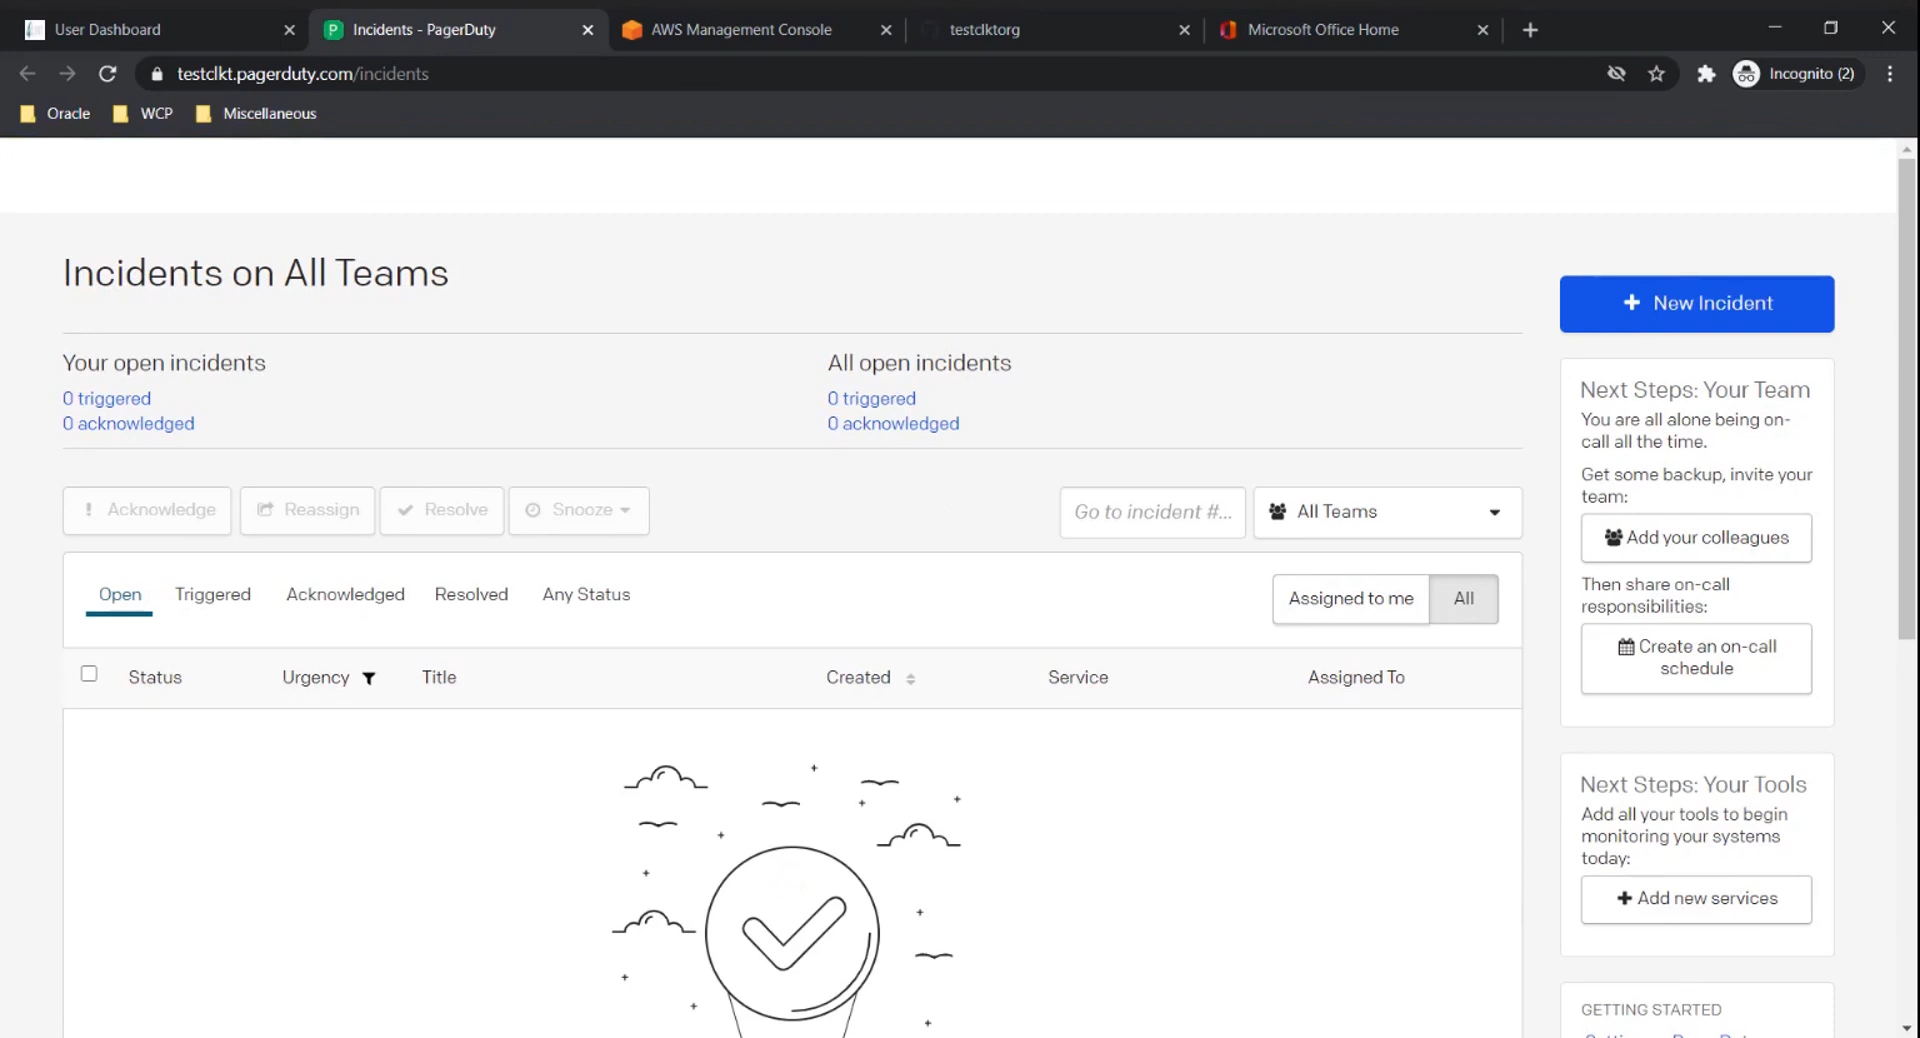 User Dashboard
Incidents - PagerDuty
AWS Management Console
testclktorg
Microsoft Office Home
testclkt.pagerduty.com/incidents
Incognito (2)
Oracle
WCP
Miscellaneous
Incidents on All Teams
New Incident
Your open incidents
0 triggered
0 acknowledged
All open incidents
0 triggered
0 acknowledged
Next Steps: Your Team
You are all alone being on-
call all the time.
Get some backup, invite your
team:
Add your colleagues
Then share on-call
responsibilities:
Create an on-call
schedule
Acknowledge
Reassign
Resolve
Snooze
Go to incident #...
All Teams
Open
Triggered
Acknowledged
Resolved
Any Status
Assigned to me
All
Status
Urgency
Title
Created
Service
Assigned To
Next Steps: Your Tools
Add all your tools to begin
monitoring your systems
today:
Add new services
GETTING STARTED